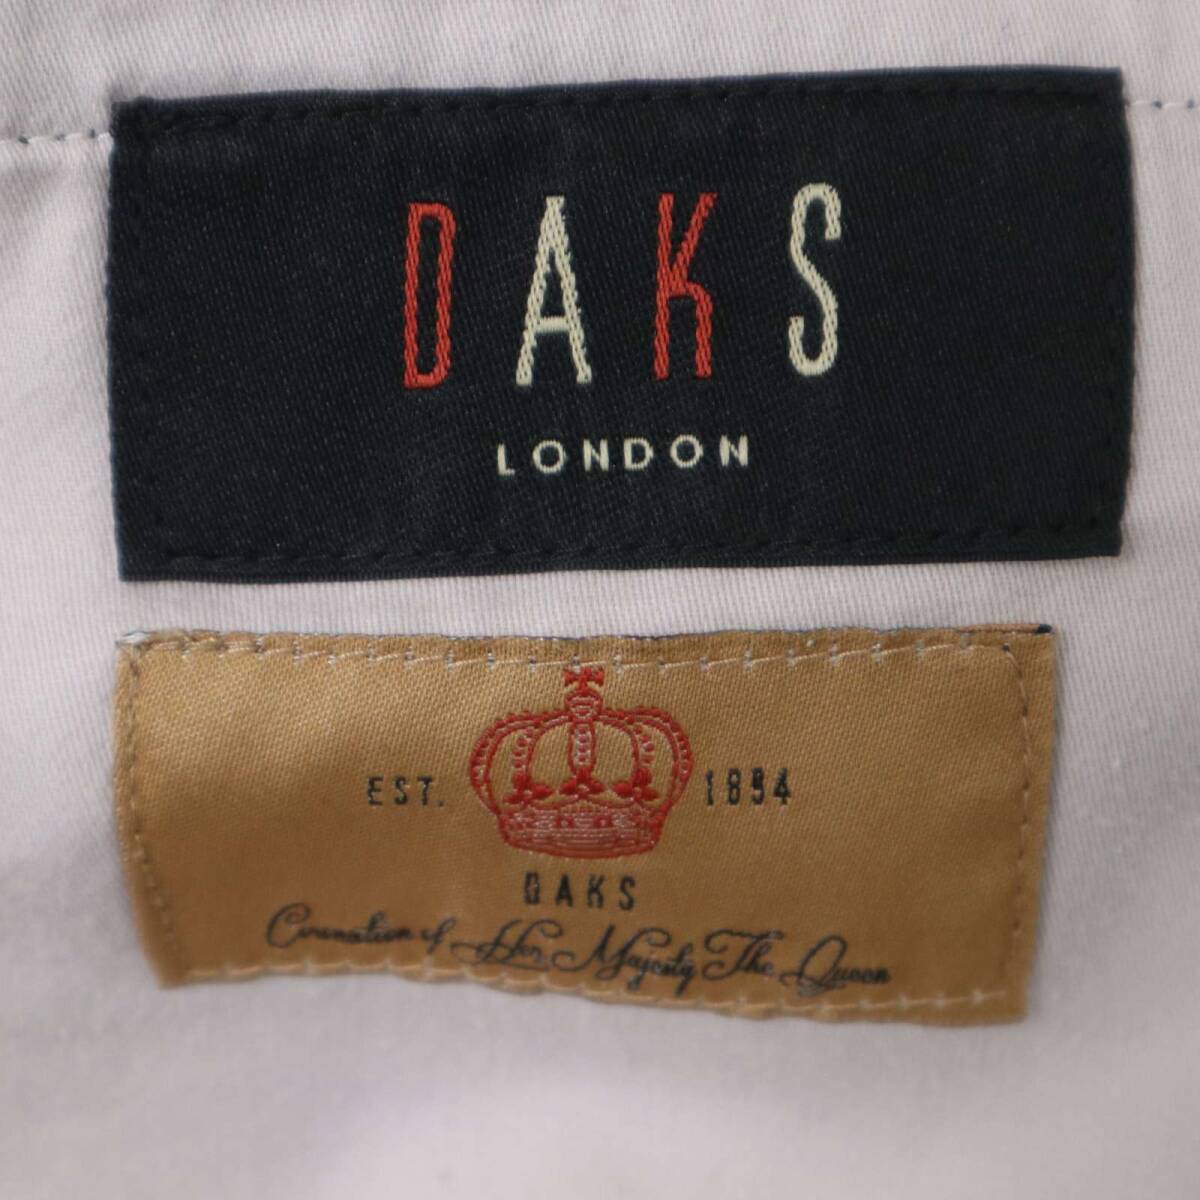 DAKS
LONDON
EST. 1894
DAKS
Coronation of Her Majesty The Queen